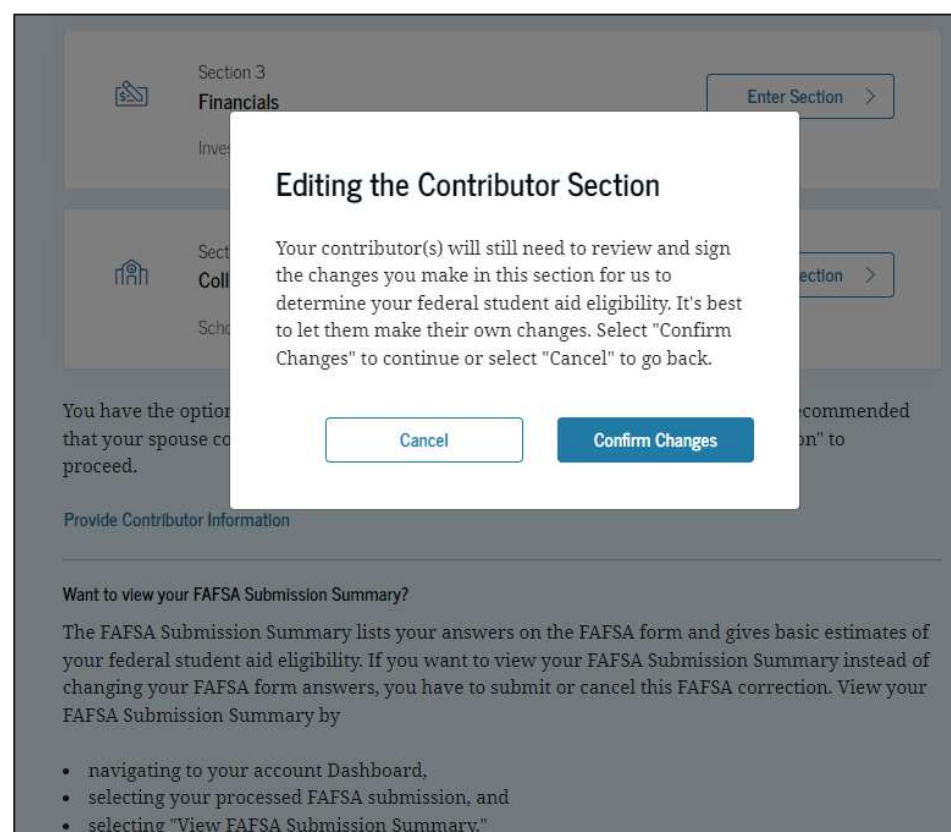 Section 3
Financials
Enter Section
Inves
Editing the Contributor Section
Your contributor(s) will still need to review and sign
the changes you make in this section for us to
determine your federal student aid eligibility. It's best
to let them make their own changes. Select "Confirm
Changes" to continue or select "Cancel" to go back.
Cancel
Confirm Changes
Sect
Coll
ection
Scho
You have the option
ecommended
that your spouse co
on" to
proceed.
Provide Contributor Information
Want to view your FAFSA Submission Summary?
The FAFSA Submission Summary lists your answers on the FAFSA form and gives basic estimates of
your federal student aid eligibility. If you want to view your FAFSA Submission Summary instead of
changing your FAFSA form answers, you have to submit or cancel this FAFSA correction. View your
FAFSA Submission Summary by
• navigating to your account Dashboard,
• selecting your processed FAFSA submission, and
• selecting "View FAFSA Submission Summary."